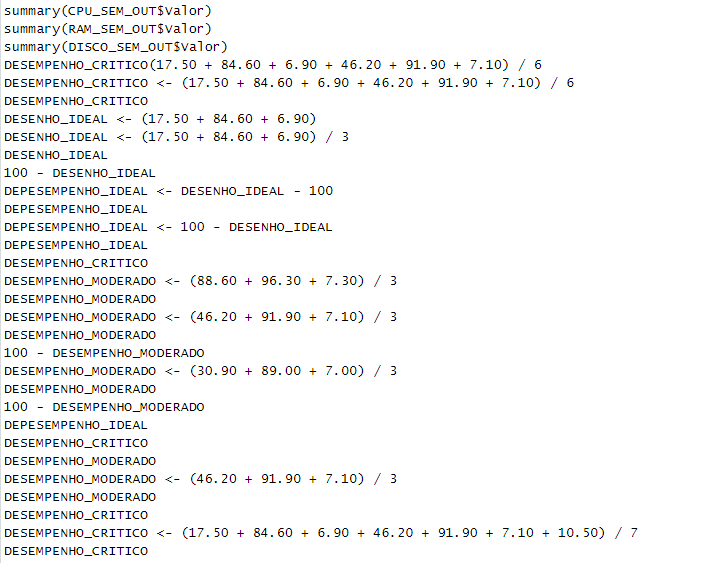 summary(CPU_SEM_OUT$Valor)
summary(RAM_SEM_OUT$Valor)
summary(DISCO_SEM_OUT$Valor)
DESEMPENHO_CRITICO(17.50 + 84.60 + 6.90 + 46.20 + 91.90 + 7.10) / 6
DESEMPENHO_CRITICO <- (17.50 + 84.60 + 6.90 + 46.20 + 91.90 + 7.10) / 6
DESEMPENHO_CRITICO
DESENHO_IDEAL <- (17.50 + 84.60 + 6.90)
DESENHO_IDEAL <- (17.50 + 84.60 + 6.90) / 3
DESENHO_IDEAL
100 - DESENHO_IDEAL
DEPESEMPENHO_IDEAL <- DESENHO_IDEAL - 100
DEPESEMPENHO_IDEAL
DEPESEMPENHO_IDEAL <- 100 - DESENHO_IDEAL
DEPESEMPENHO_IDEAL
DESEMPENHO_CRITICO
DESEMPENHO_MODERADO <- (88.60 + 96.30 + 7.30) / 3
DESEMPENHO_MODERADO
DESEMPENHO_MODERADO <- (46.20 + 91.90 + 7.10) / 3
DESEMPENHO_MODERADO
100 - DESEMPENHO_MODERADO
DESEMPENHO_MODERADO <- (30.90 + 89.00 + 7.00) / 3
DESEMPENHO_MODERADO
100 - DESEMPENHO_MODERADO
DEPESEMPENHO_IDEAL
DESEMPENHO_CRITICO
DESEMPENHO_MODERADO
DESEMPENHO_MODERADO <- (46.20 + 91.90 + 7.10) / 3
DESEMPENHO_MODERADO
DESEMPENHO_CRITICO
DESEMPENHO_CRITICO <- (17.50 + 84.60 + 6.90 + 46.20 + 91.90 + 7.10 + 10.50) / 7
DESEMPENHO_CRITICO